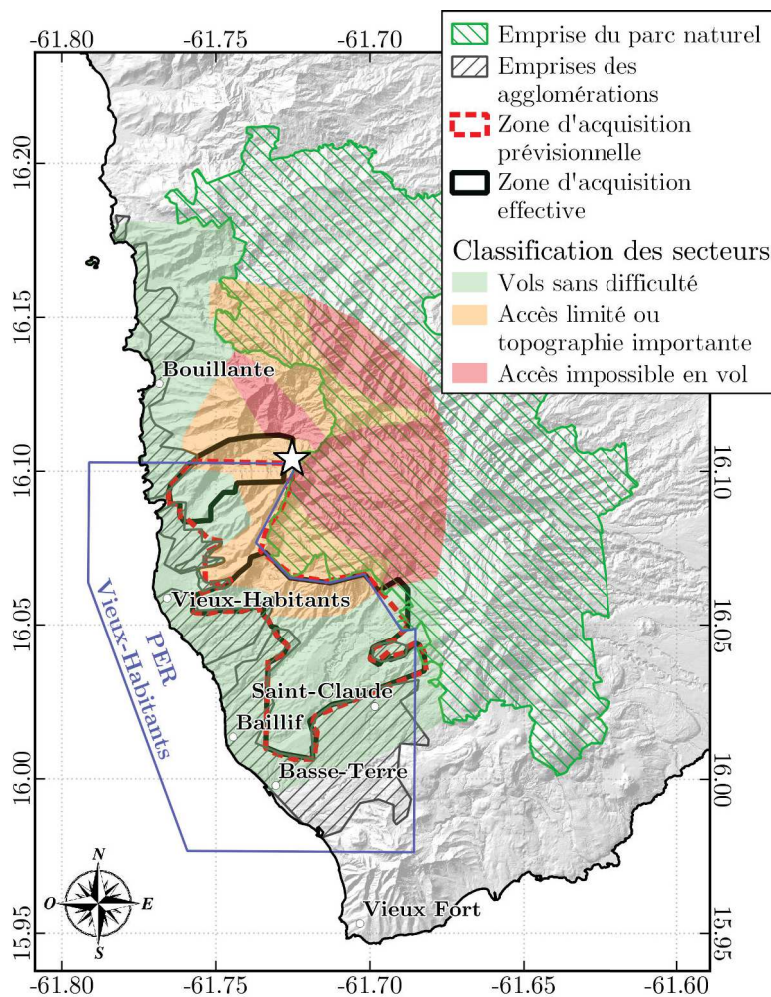 -61.80
-61.75
-61.70
Emprise du parc naturel
Emprises des
agglomérations
Zone d'acquisition
prévisionnelle
Zone d'acquisition
effective
Classification des secteurs
Vols sans difficulté
Accès limité ou
topographie importante
Accès impossible en vol
16.20
16.15
16.10
16.10
16.05
16.05
16.00
16.00
15.95
15.95
Bouillante
Vieux-Habitants
PER
Vieux-Habitants
Saint-Claude
Baillif
Basse-Terre
Vieux Fort
N
O
E
S
-61.80
-61.75
-61.70
-61.65
-61.60